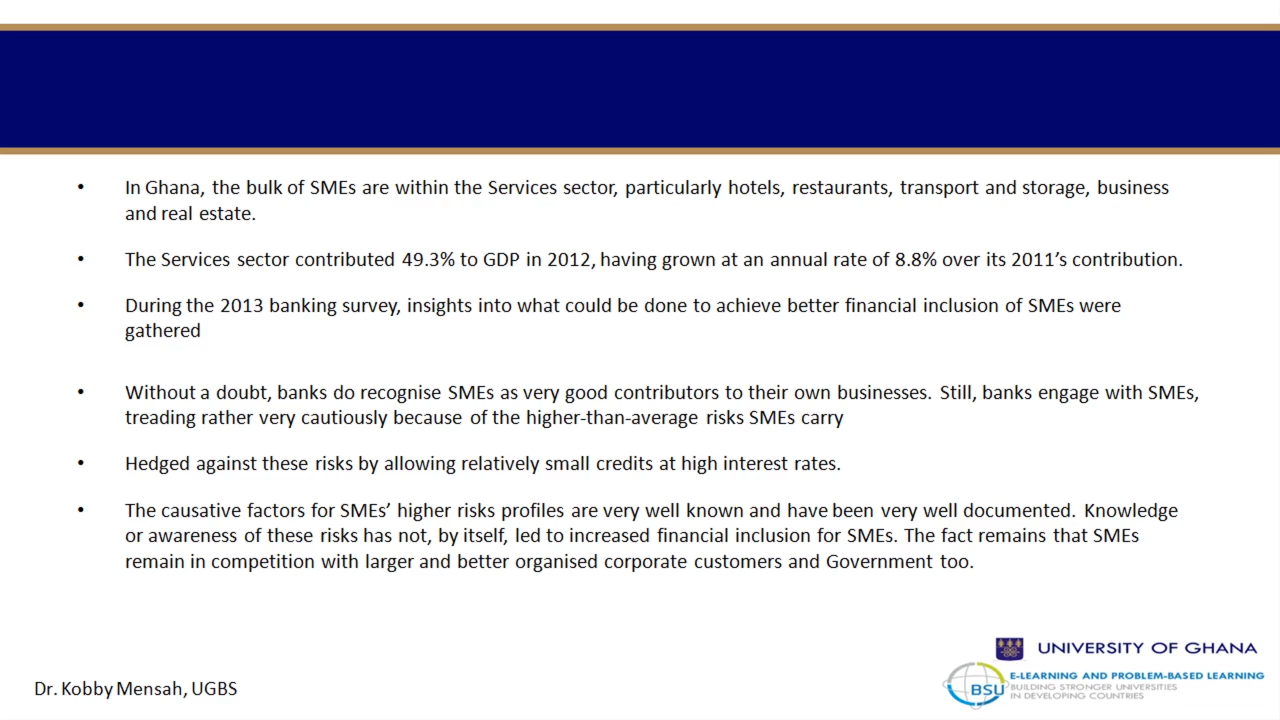 • In Ghana, the bulk of SMEs are within the Services sector, particularly hotels, restaurants, transport and storage, business
and real estate.
• The Services sector contributed 49.3% to GDP in 2012, having grown at an annual rate of 8.8% over its 2011’s contribution.
• During the 2013 banking survey, insights into what could be done to achieve better financial inclusion of SMEs were
gathered
• Without a doubt, banks do recognise SMEs as very good contributors to their own businesses. Still, banks engage with SMEs,
treading rather very cautiously because of the higher-than-average risks SMEs carry
• Hedged against these risks by allowing relatively small credits at high interest rates.
• The causative factors for SMEs’ higher risks profiles are very well known and have been very well documented. Knowledge
or awareness of these risks has not, by itself, led to increased financial inclusion for SMEs. The fact remains that SMEs
remain in competition with larger and better organised corporate customers and Government too.
UNIVERSITY OF GHANA
BSU
E-LEARNING AND PROBLEM-BASED LEARNING
BUILDING STRONGER UNIVERSITIES
IN DEVELOPING COUNTRIES
Dr. Kobby Mensah, UGBS